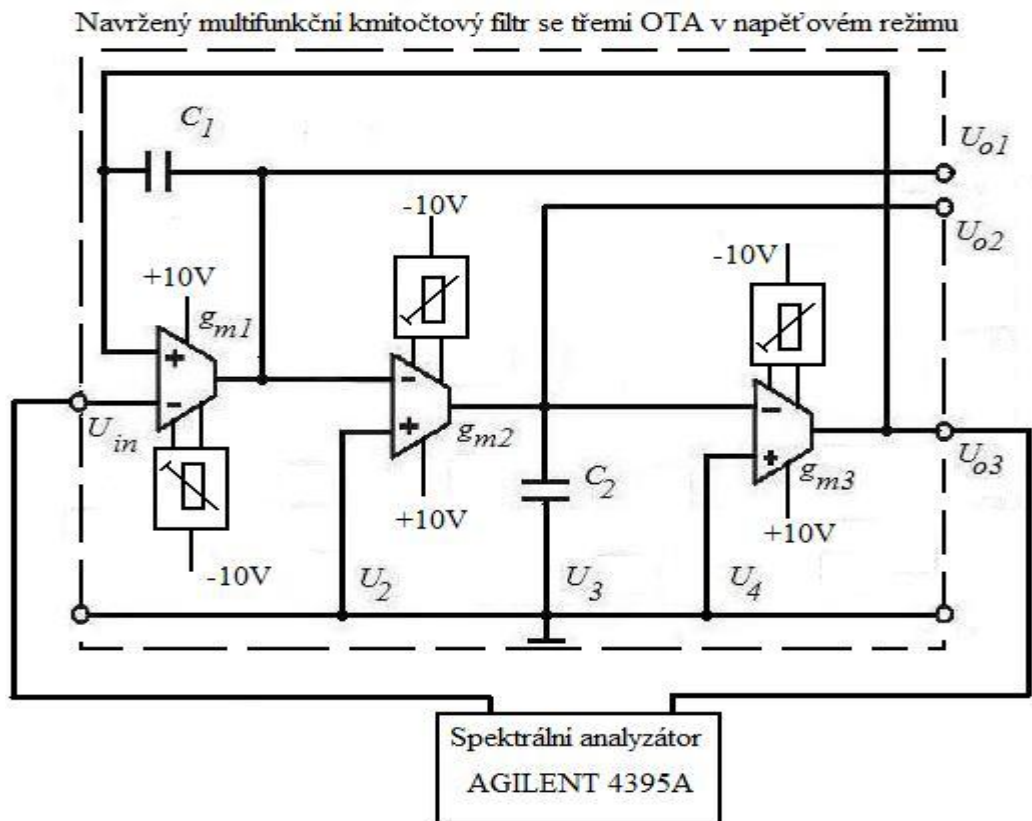 Navržený multifunkční kmitočtový filtr se třemi OTA v napěťovém režimu
C1
Uo1
-10V
Uo2
-10V
+10V
gm1
+
-
-
+
-
+
Uin
gm2
C2
gm3
Uo3
+10V
+10V
-10V
U2
U3
U4
Spektrální analyzátor
AGILENT 4395A